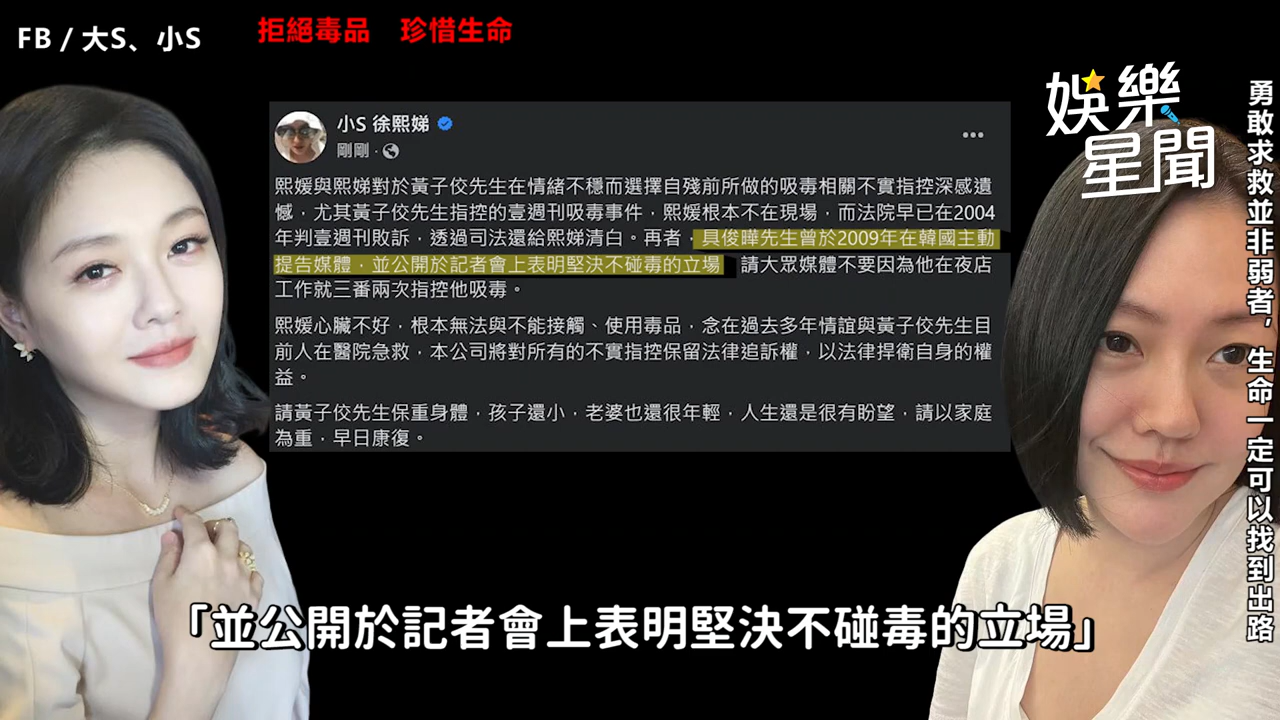 FB / 大S、小S
拒絕毒品 珍惜生命
娛樂
星聞
小S 徐熙娣
剛剛 ·
熙媛與熙娣對於黃子佼先生在情緒不穩而選擇自殘前所做的吸毒相關不實指控深感遺
憾，尤其黃子佼先生指控的壹週刊吸毒事件，熙媛根本不在現場，而法院早已在2004
年判壹週刊敗訴，透過司法還給熙娣清白。再者，具俊曄先生曾於2009年在韓國主動
提告媒體，並公開於記者會上表明堅決不碰毒的立場 請大眾媒體不要因為他在夜店
工作就三番兩次指控他吸毒。
熙媛心臟不好，根本無法與不能接觸、使用毒品，念在過去多年情誼與黃子佼先生目
前人在醫院急救，本公司將對所有的不實指控保留法律追訴權，以法律捍衛自身的權
益。
請黃子佼先生保重身體，孩子還小，老婆也還很年輕，人生還是很有盼望，請以家庭
為重，早日康復。
勇敢求救並非弱者，生命一定可以找到出路
「並公開於記者會上表明堅決不碰毒的立場」